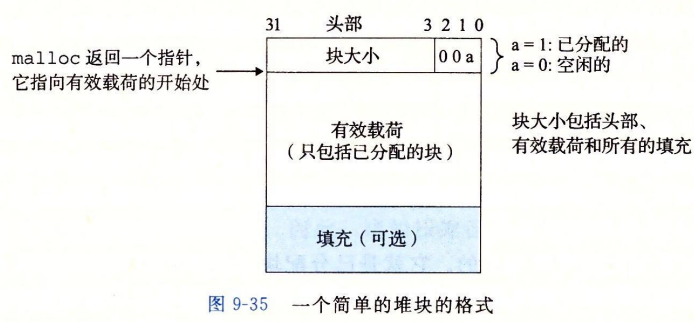 31 头部 3 2 1 0
malloc 返回一个指针,
它指向有效载荷的开始处
块大小
0 0 a
a = 1: 已分配的
a = 0: 空闲的
有效载荷
(只包括已分配的块)
块大小包括头部、
有效载荷和所有的填充
填充(可选)
图 9-35 一个简单的堆块的格式